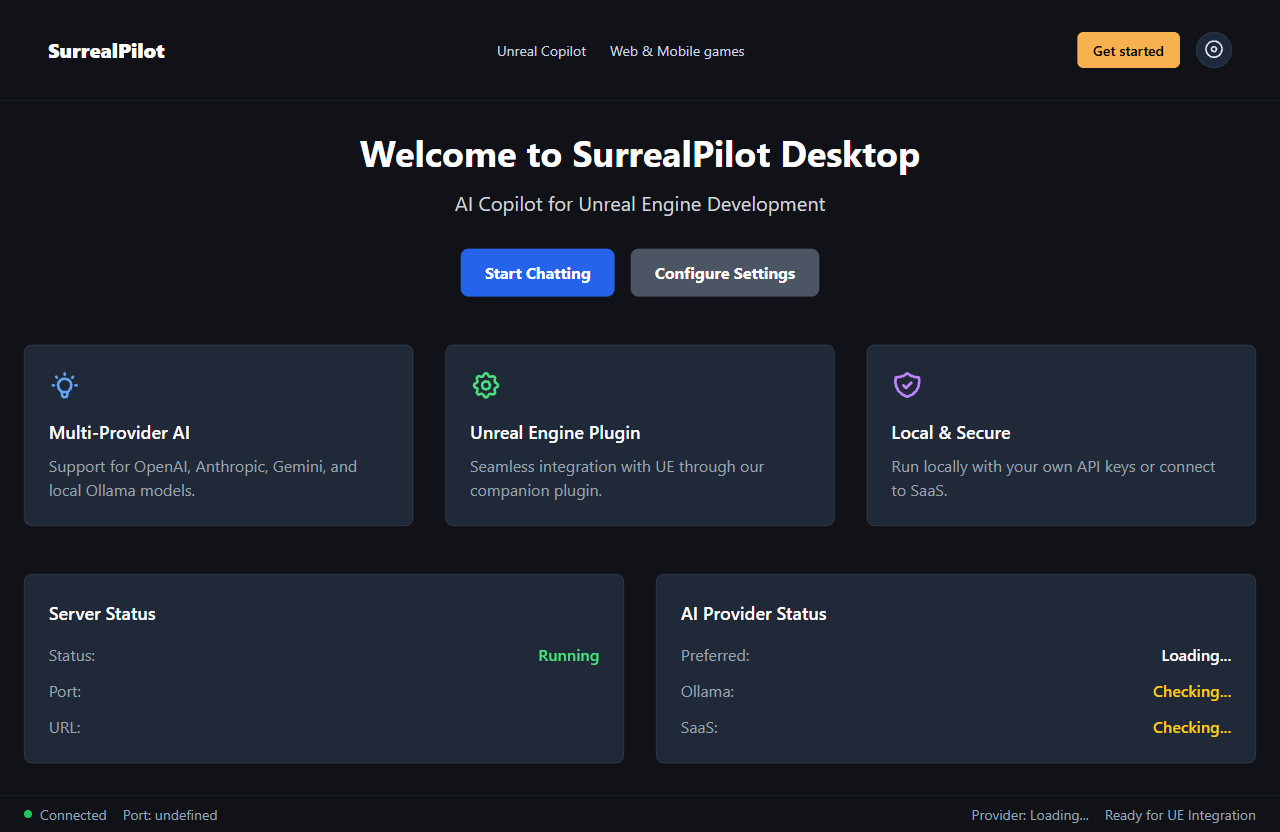 SurrealPilot
Unreal Copilot
Web & Mobile games
Get started
Welcome to SurrealPilot Desktop
AI Copilot for Unreal Engine Development
Start Chatting
Configure Settings
Multi-Provider AI
Support for OpenAI, Anthropic, Gemini, and
local Ollama models.
Unreal Engine Plugin
Seamless integration with UE through our
companion plugin.
Local & Secure
Run locally with your own API keys or connect
to SaaS.
Server Status
Status: Running
Port:
URL:
AI Provider Status
Preferred: Loading...
Ollama: Checking...
SaaS: Checking...
Connected Port: undefined
Provider: Loading... Ready for UE Integration